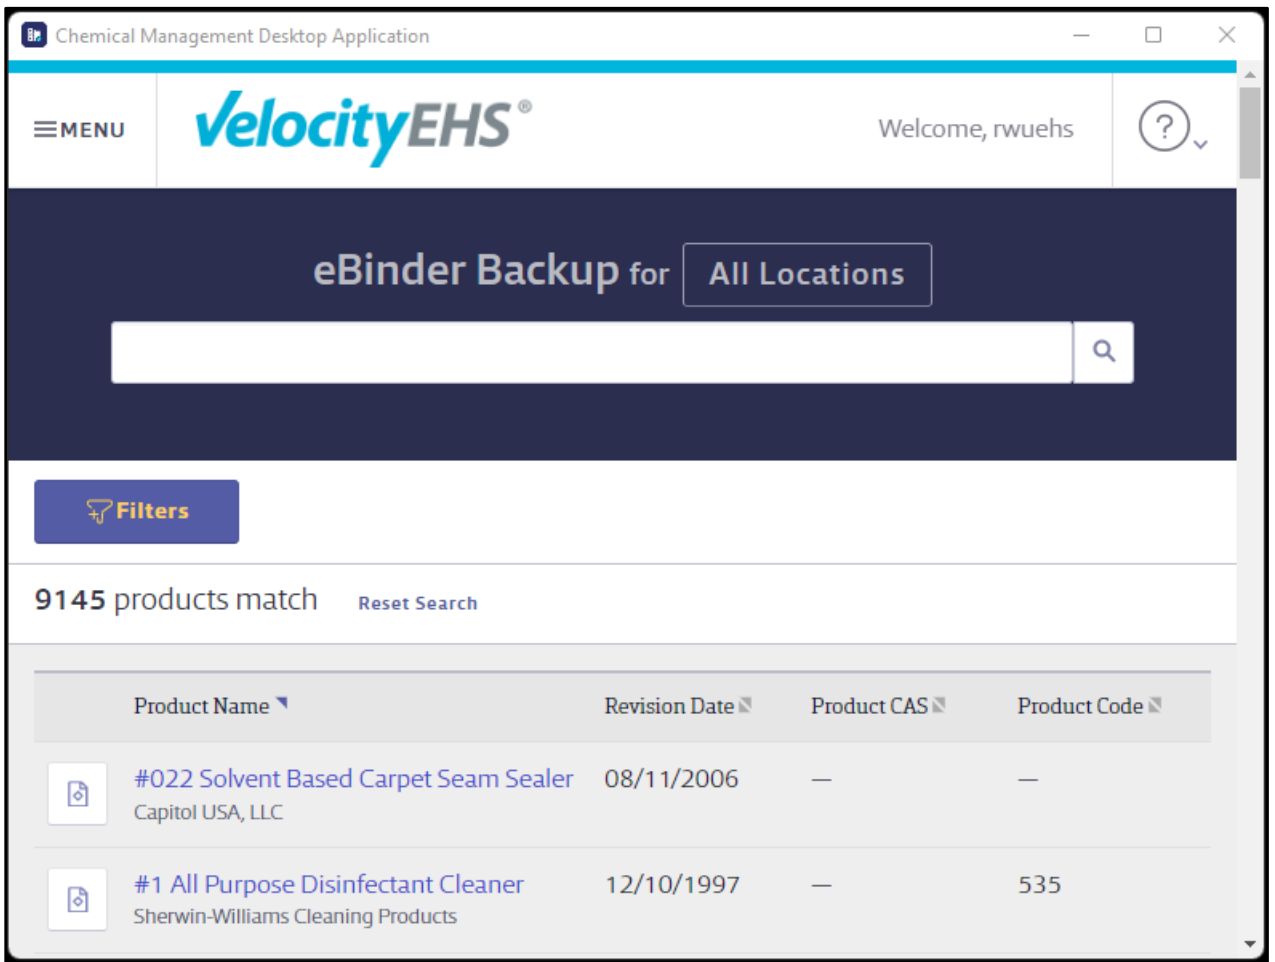 Chemical Management Desktop Application
MENU
VelocityEHS®
Welcome, rwuehs
?
eBinder Backup for All Locations
Filters
9145 products match Reset Search
Product Name Revision Date Product CAS Product Code
#022 Solvent Based Carpet Seam Sealer 08/11/2006 — —
Capitol USA, LLC
#1 All Purpose Disinfectant Cleaner 12/10/1997 — 535
Sherwin-Williams Cleaning Products